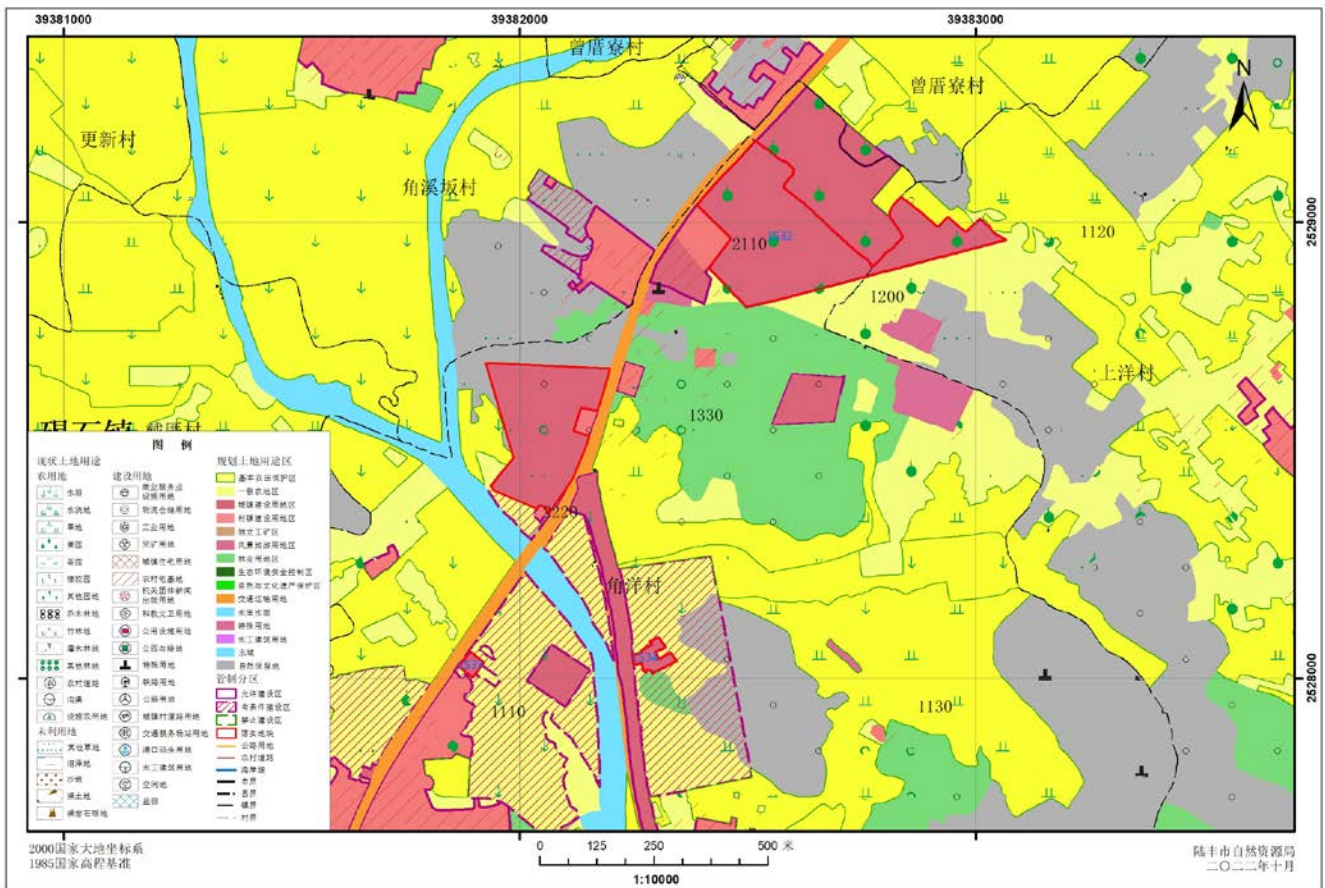 39381000
39382000
39383000
曾厝寮村
曾厝寮村
N
更新村
角溪坂村
2529000
1532
2110
1120
1200
上洋村
1330
碣石镇
戴厝村
3220
角洋村
2528000
1110
1130
图 例
现状土地用途
农用地
水田
水浇地
旱地
果园
茶园
橡胶园
其他园地
乔木林地
竹林地
灌木林地
其他林地
农村道路
沟渠
设施农用地
未利用地
其他草地
沼泽地
沙地
裸土地
裸岩石砾地
建设用地
商业服务业
设施用地
物流仓储用地
工业用地
采矿用地
城镇住宅用地
农村宅基地
机关团体新闻
出版用地
科教文卫用地
公用设施用地
公园与绿地
特殊用地
铁路用地
公路用地
城镇村道路用地
交通服务场站用地
港口码头用地
水工建筑用地
空闲地
盐田
规划土地用途区
基本农田保护区
一般农地区
城镇建设用地区
村镇建设用地区
独立工矿区
风景旅游用地区
林业用地区
生态环境安全控制区
自然与文化遗产保护区
交通运输用地
水库水面
特殊用地
水工建筑用地
水域
自然保留地
管制分区
允许建设区
有条件建设区
禁止建设区
落实地块
公路用地
农村道路
海岸线
市界
县界
镇界
村界
2000国家大地坐标系
1985国家高程基准
0 125 250 500 米
1:10000
陆丰市自然资源局
二〇二二年十月